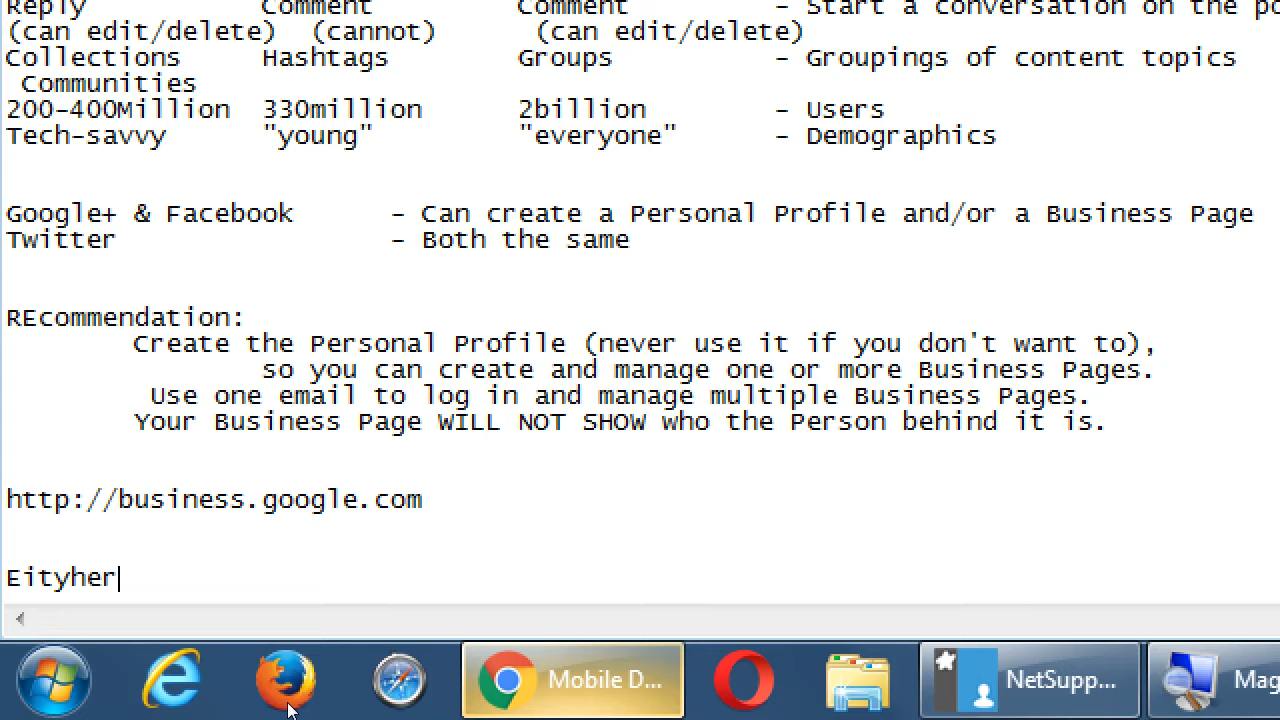 Reply Comment Comment - Start a conversation on the po
(can edit/delete) (cannot) (can edit/delete)
Collections Hashtags Groups - Groupings of content topics
Communities
200-400Million 330million 2billion - Users
Tech-savvy "young" "everyone" - Demographics
Google+ & Facebook - Can create a Personal Profile and/or a Business Page
Twitter - Both the same
REcommendation:
Create the Personal Profile (never use it if you don't want to),
so you can create and manage one or more Business Pages.
Use one email to log in and manage multiple Business Pages.
Your Business Page WILL NOT SHOW who the Person behind it is.
http://business.google.com
Eityher
Mobile D... NetSupp... Mag